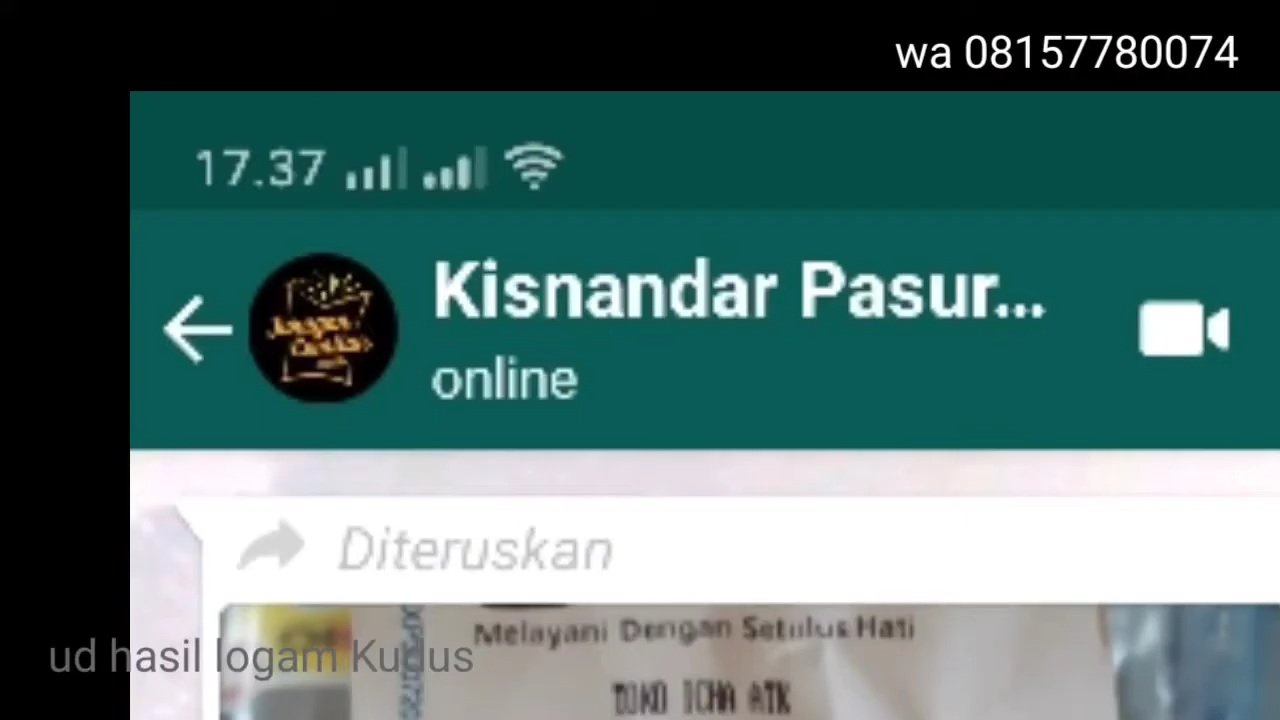 wa 08157780074
17.37
Kisnandar Pasur...
online
Diteruskan
Melayani Dengan Setulus Hati
ud hasil logam Kudus
TOKO ICHA ATK